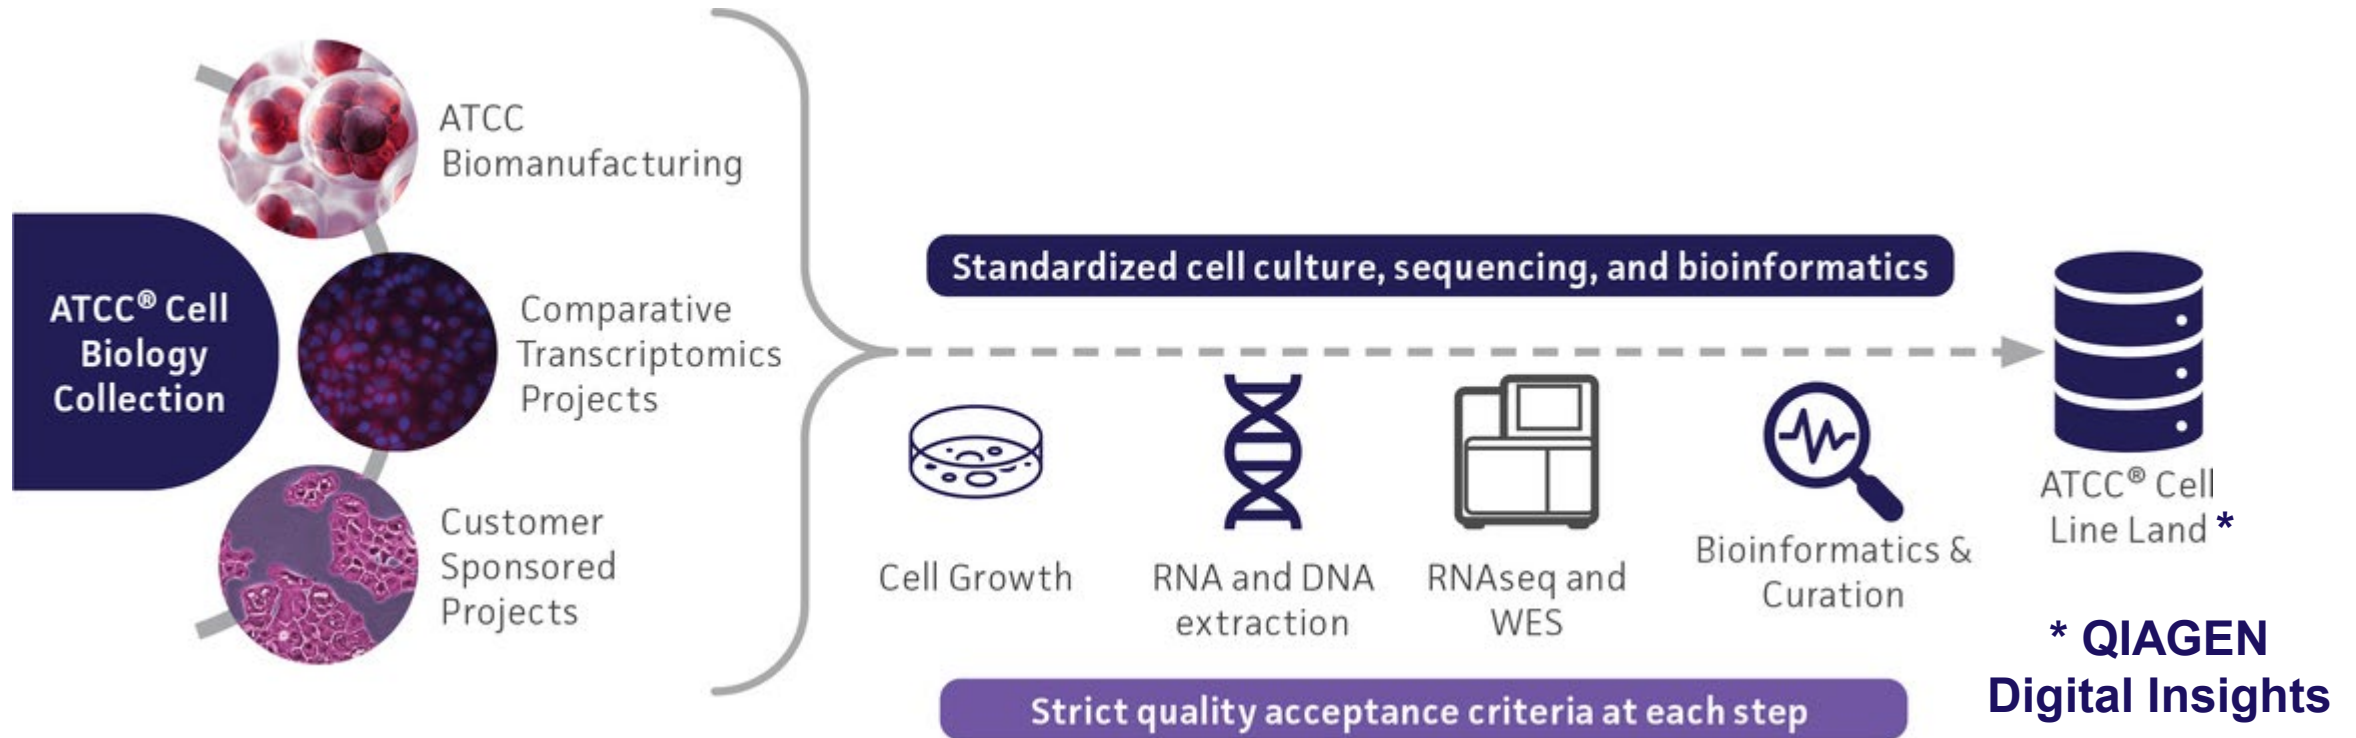 ATCC® Cell
Biology
Collection
ATCC
Biomanufacturing
Comparative
Transcriptomics
Projects
Customer
Sponsored
Projects
Standardized cell culture, sequencing, and bioinformatics
Cell Growth
RNA and DNA
extraction
RNAseq and
WES
Bioinformatics &
Curation
ATCC® Cell
Line Land *
Strict quality acceptance criteria at each step
* QIAGEN
Digital Insights